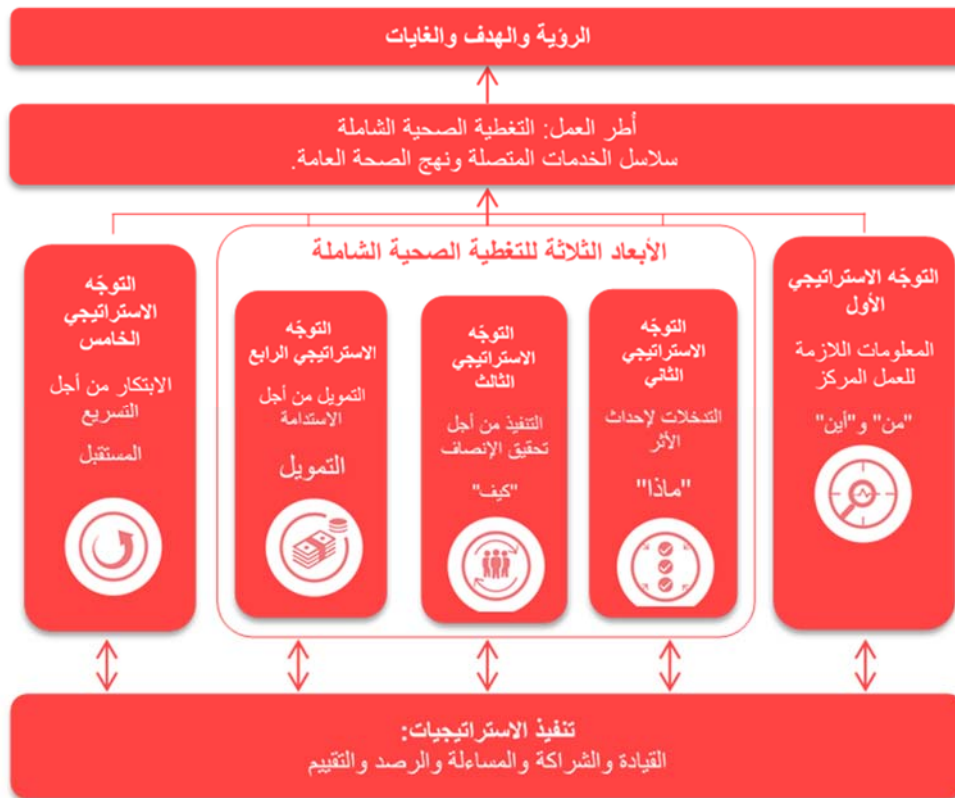 الرؤية والهدف والغايات
أُطر العمل: التغطية الصحية الشاملة
سلاسل الخدمات المتصلة ونهج الصحة العامة.
الأبعاد الثلاثة للتغطية الصحية الشاملة
التوجّه الاستراتيجي
الأول
المعلومات اللازمة
للعمل المركز
"من" و"أين"
التوجّه
الاستراتيجي
الثاني
التدخلات لإحداث
الأثر
"ماذا"
التوجّه
الاستراتيجي
الثالث
التنفيذ من أجل
تحقيق الإنصاف
"كيف"
التوجّه
الاستراتيجي الرابع
التمويل من أجل
الاستدامة
التمويل
التوجّه
الاستراتيجي
الخامس
الابتكار من أجل
التسريع
المستقبل
تنفيذ الاستراتيجيات:
القيادة والشراكة والمساءلة والرصد والتقييم